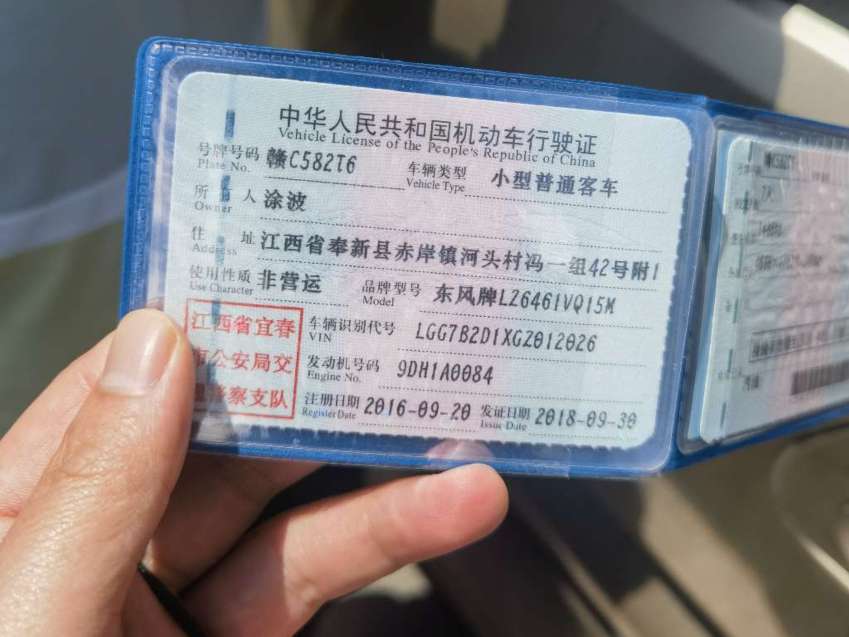 中华人民共和国机动车行驶证
Vehicle License of the People's Republic of China
号牌号码 赣C582T6 车辆类型 小型普通客车
Plate No. Vehicle Type
所有人 涂波
Owner
住址 江西省奉新县赤岸镇河头村冯一组42号附1
Address
使用性质 非营运 品牌型号 东风牌LZ6461VQ15M
Use Character Model
江西省宜春
市公安局交
警察支队
车辆识别代号 LGG7B2D1XGZ012026
VIN
发动机号码 9DH1A0084
Engine No.
注册日期 2016-09-20 发证日期 2018-09-30
Register Date Issue Date